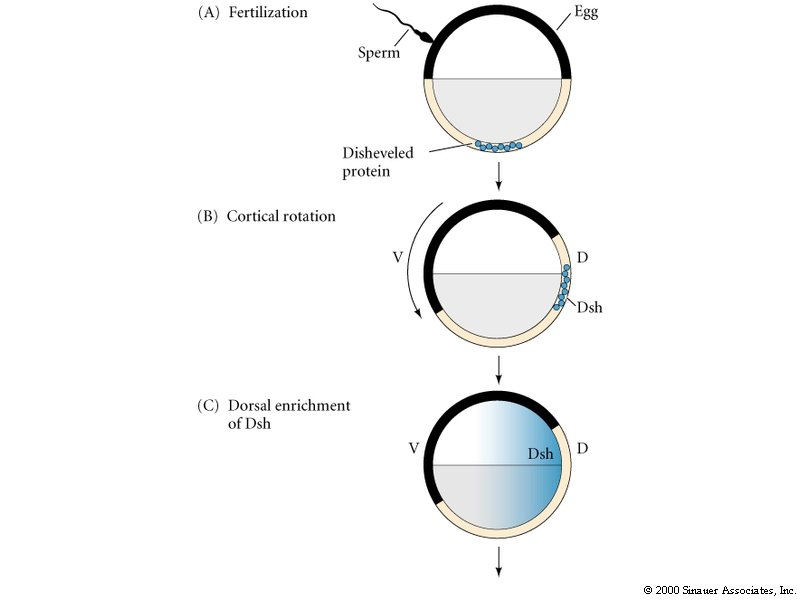 (A) Fertilization
Egg
Sperm
Disheveled
protein
(B) Cortical rotation
V
D
Dsh
(C) Dorsal enrichment
of Dsh
V
Dsh
D
© 2000 Sinauer Associates, Inc.